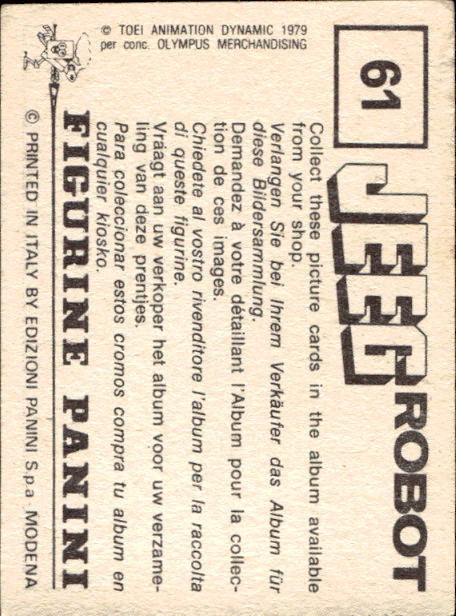 © TOEI ANIMATION DYNAMIC 1979
per conc. OLYMPUS MERCHANDISING
61
JEEG ROBOT
Collect these picture cards in the album available
from your shop.
Verlangen Sie bei Ihrem Verkäufer das Album für
diese Bildersammlung.
Demandez à votre détaillant l'Album pour la collec-
tion de ces images.
Chiedete al vostro rivenditore l'album per la raccolta
di queste figurine.
Vráagt aan uw verkoper het album voor uw verzame-
ling van deze prentjes.
Para coleccionar estos cromos compra tu album en
cualquier kiosko.
FIGURINE PANINI
© PRINTED IN ITALY BY EDIZIONI PANINI S.p.a - MODENA